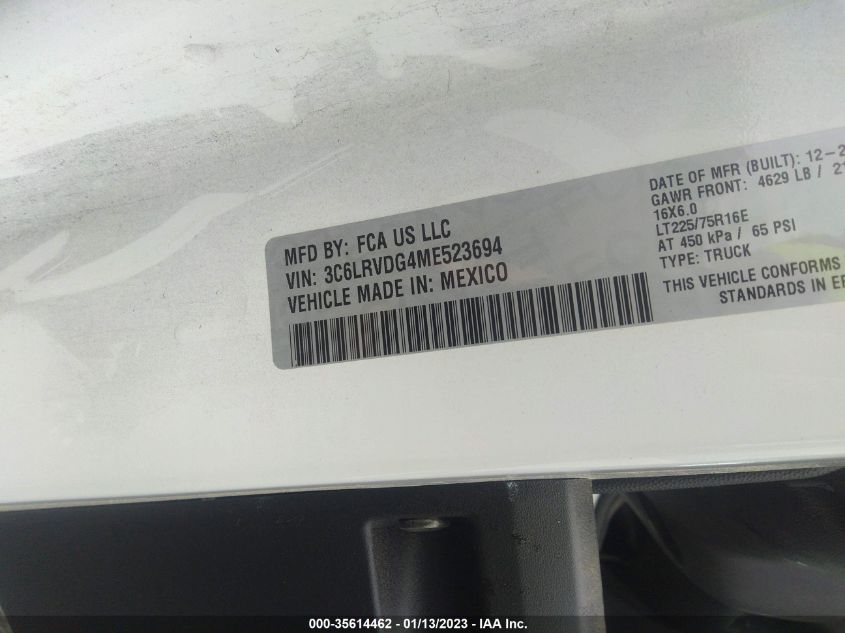 MFD BY: FCA US LLC
VIN: 3C6LRVDG4ME523694
VEHICLE MADE IN: MEXICO
DATE OF MFR (BUILT): 12-2
GAWR FRONT: 4629 LB / 21
16X6.0
LT225/75R16E
AT 450 kPa / 65 PSI
TYPE: TRUCK
THIS VEHICLE CONFORMS
STANDARDS IN EF
000-35614462 - 01/13/2023 - IAA Inc.